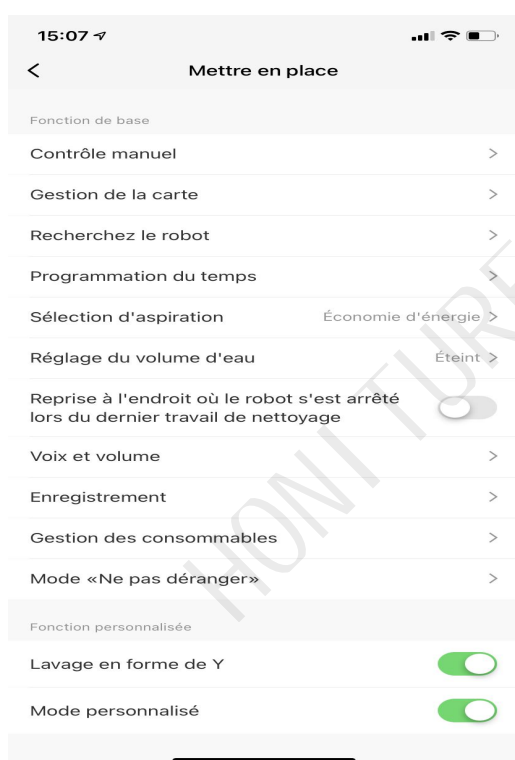 15:07
Mettre en place
Fonction de base
Contrôle manuel
Gestion de la carte
Recherchez le robot
Programmation du temps
Sélection d'aspiration Économie d'énergie
Réglage du volume d'eau Éteint
Reprise à l'endroit où le robot s'est arrêté
lors du dernier travail de nettoyage
Voix et volume
Enregistrement
Gestion des consommables
Mode «Ne pas déranger»
Fonction personnalisée
Lavage en forme de Y
Mode personnalisé
HONITURE